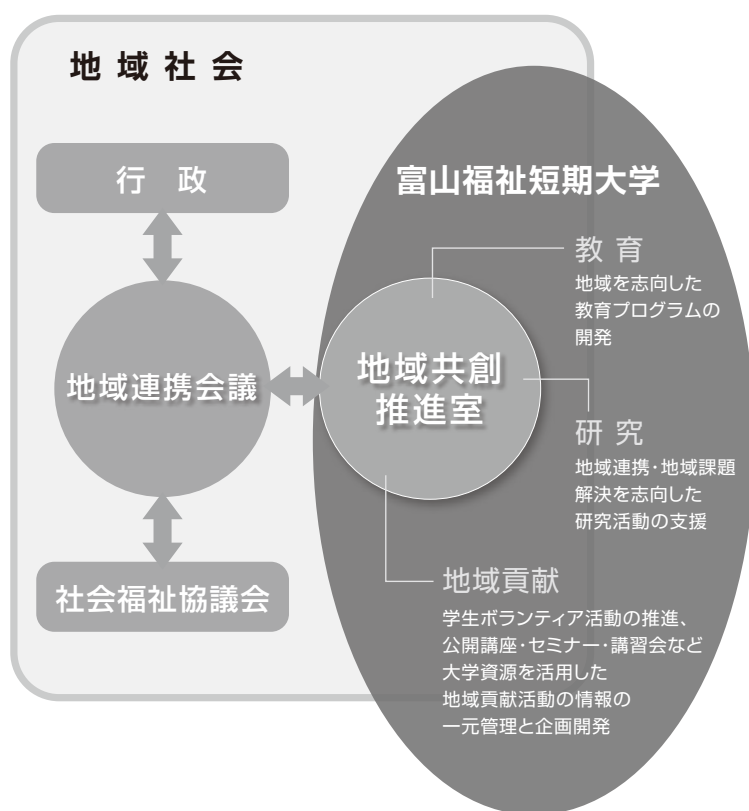 地域社会
行政
富山福祉短期大学
教育
地域を志向した
教育プログラムの
開発
地域連携会議
地域共創
推進室
研究
地域連携・地域課題
解決を志向した
研究活動の支援
社会福祉協議会
地域貢献
学生ボランティア活動の推進、
公開講座・セミナー・講習会など
大学資源を活用した
地域貢献活動の情報の
一元管理と企画開発